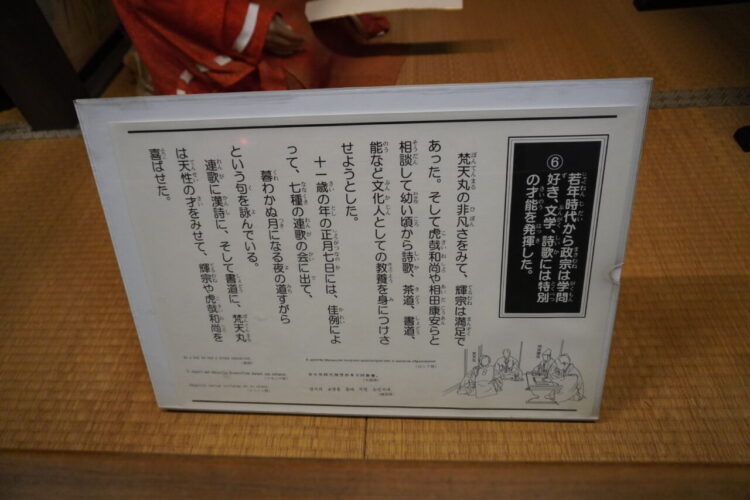 ⑥ 若年時代から政宗は学問
好き、文学、詩歌には特別
の才能を発揮した。
梵天丸の非凡さをみて、輝宗は満足で
あった。そして虎哉和尚や相田康安らと
相談して幼い頃から詩歌、茶道、書道、
能など文化人としての教養を身につけさ
せようとした。
十一歳の年の正月七日には、佳例によ
って、七種の連歌の会に出て、
暮わかぬ月になる夜の道すがら
という句を詠んでいる。
連歌に漢詩に、そして書道に、梵天丸
は天性の才をみせて、輝宗や虎哉和尚を
喜ばせた。